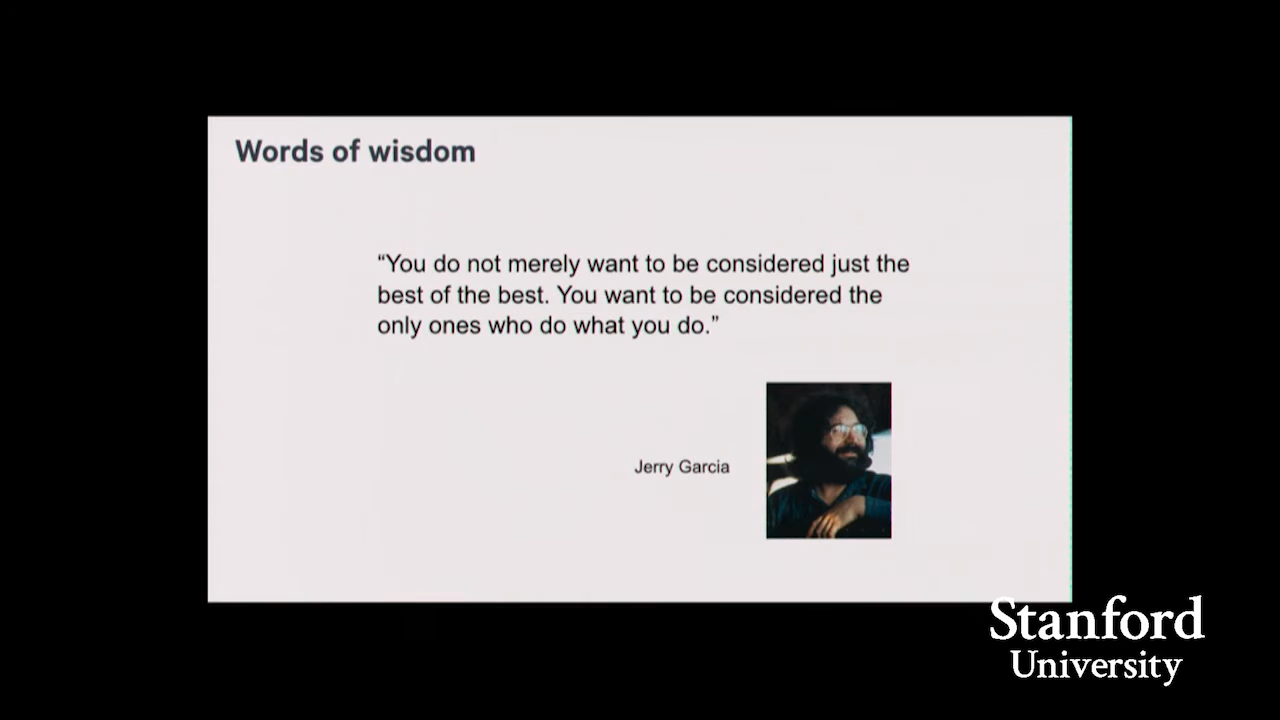 Words of wisdom
“You do not merely want to be considered just the
best of the best. You want to be considered the
only ones who do what you do.”
Jerry Garcia
Stanford
University